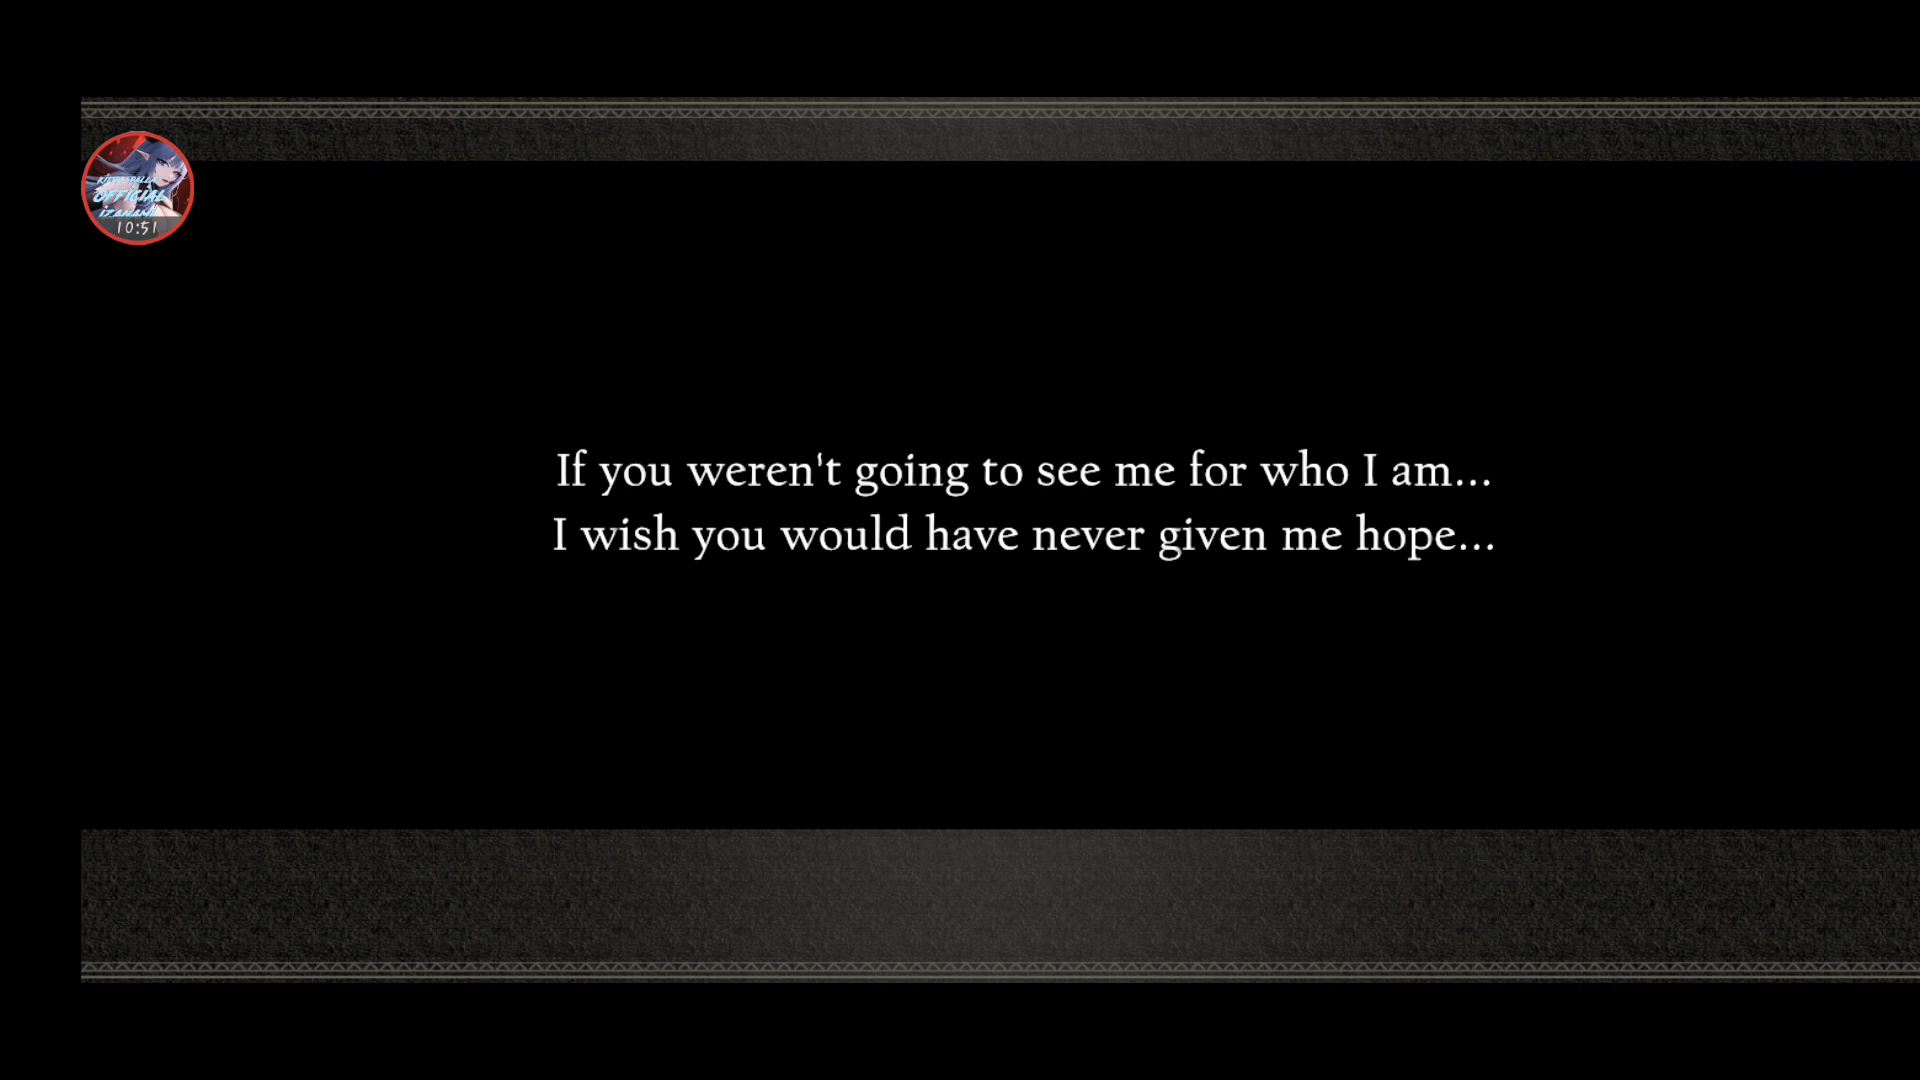 OFFICIAL
10:51
If you weren't going to see me for who I am...
I wish you would have never given me hope...